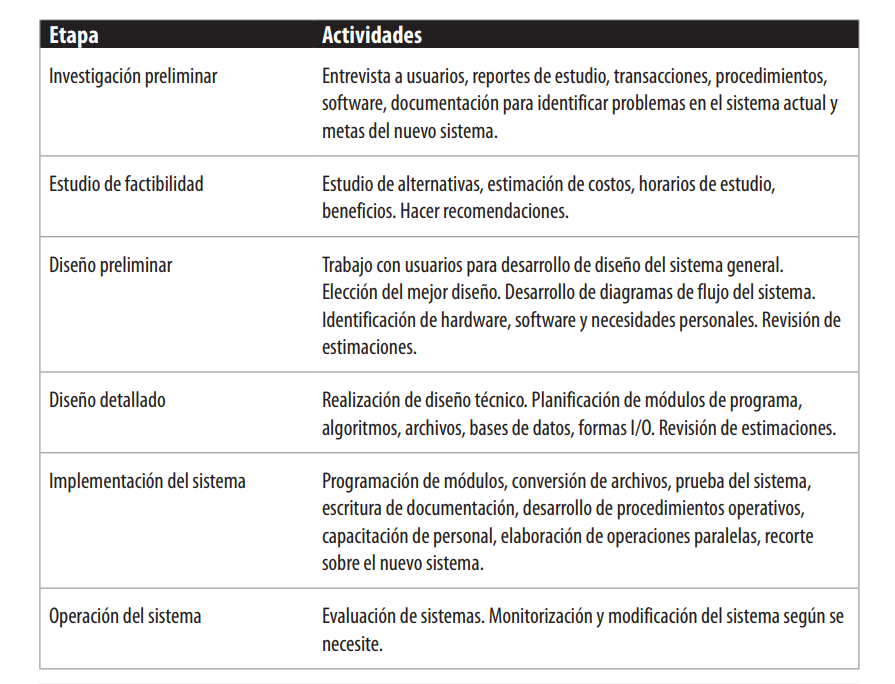 Etapa Actividades
Investigación preliminar Entrevista a usuarios, reportes de estudio, transacciones, procedimientos,
software, documentación para identificar problemas en el sistema actual y
metas del nuevo sistema.
Estudio de factibilidad Estudio de alternativas, estimación de costos, horarios de estudio,
beneficios. Hacer recomendaciones.
Diseño preliminar Trabajo con usuarios para desarrollo de diseño del sistema general.
Elección del mejor diseño. Desarrollo de diagramas de flujo del sistema.
Identificación de hardware, software y necesidades personales. Revisión de
estimaciones.
Diseño detallado Realización de diseño técnico. Planificación de módulos de programa,
algoritmos, archivos, bases de datos, formas I/O. Revisión de estimaciones.
Implementación del sistema Programación de módulos, conversión de archivos, prueba del sistema,
escritura de documentación, desarrollo de procedimientos operativos,
capacitación de personal, elaboración de operaciones paralelas, recorte
sobre el nuevo sistema.
Operación del sistema Evaluación de sistemas. Monitorización y modificación del sistema según se
necesite.